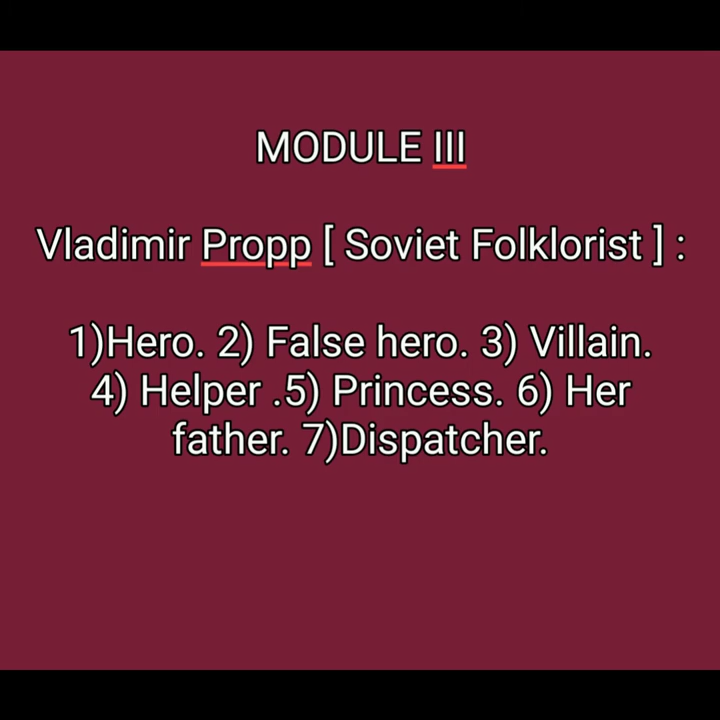 MODULE III
Vladimir Propp [ Soviet Folklorist ] :
1)Hero. 2) False hero. 3) Villain.
4) Helper .5) Princess. 6) Her
father. 7)Dispatcher.